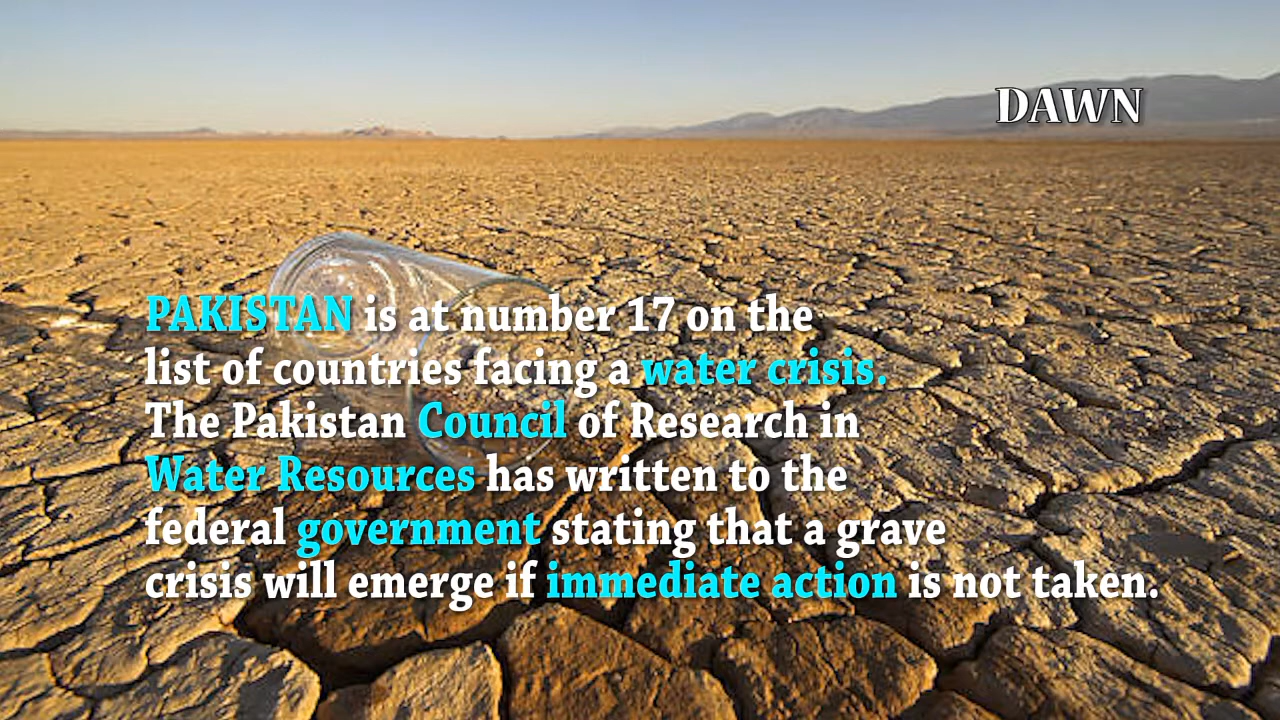 DAWN
PAKISTAN is at number 17 on the
list of countries facing a water crisis.
The Pakistan Council of Research in
Water Resources has written to the
federal government stating that a grave
crisis will emerge if immediate action is not taken.